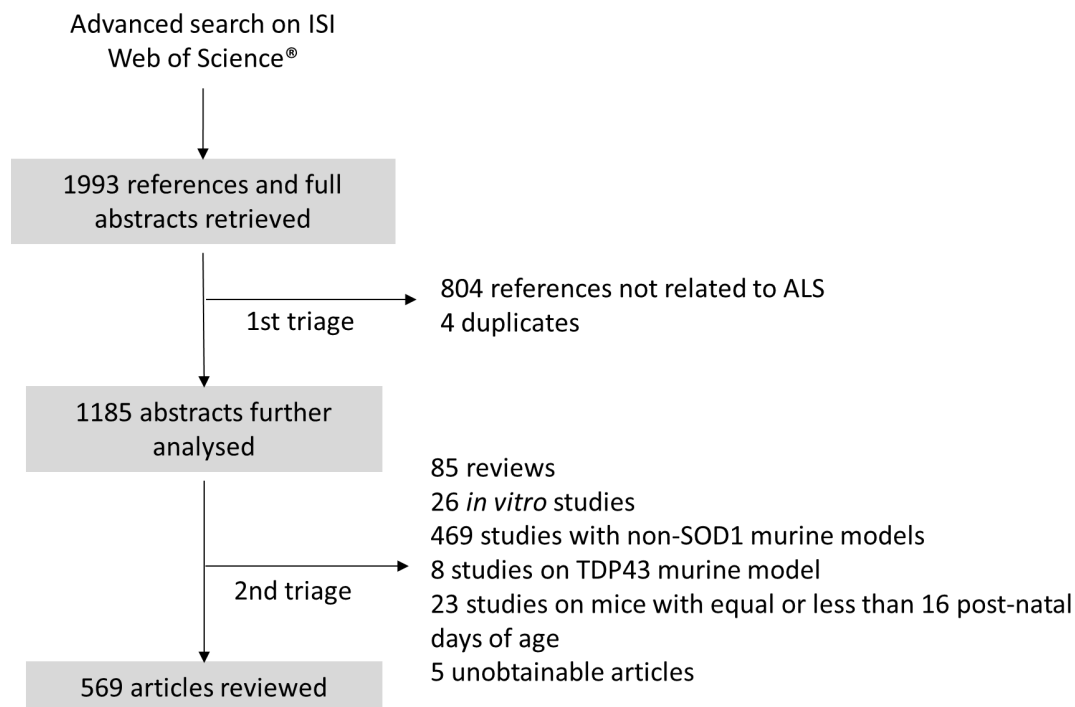 Advanced search on ISI
Web of Science®
1993 references and full
abstracts retrieved
804 references not related to ALS
4 duplicates
1st triage
1185 abstracts further
analysed
85 reviews
26 in vitro studies
469 studies with non-SOD1 murine models
8 studies on TDP43 murine model
23 studies on mice with equal or less than 16 post-natal
days of age
5 unobtainable articles
2nd triage
569 articles reviewed